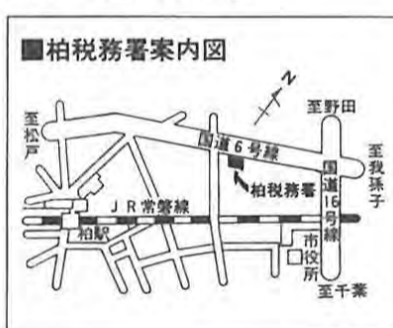 ■柏税務署案内図
N
至野田
至松戸
国道6号線
至我孫子
国道16号線
柏税務署
JR常磐線
柏駅
市役所
至千葉